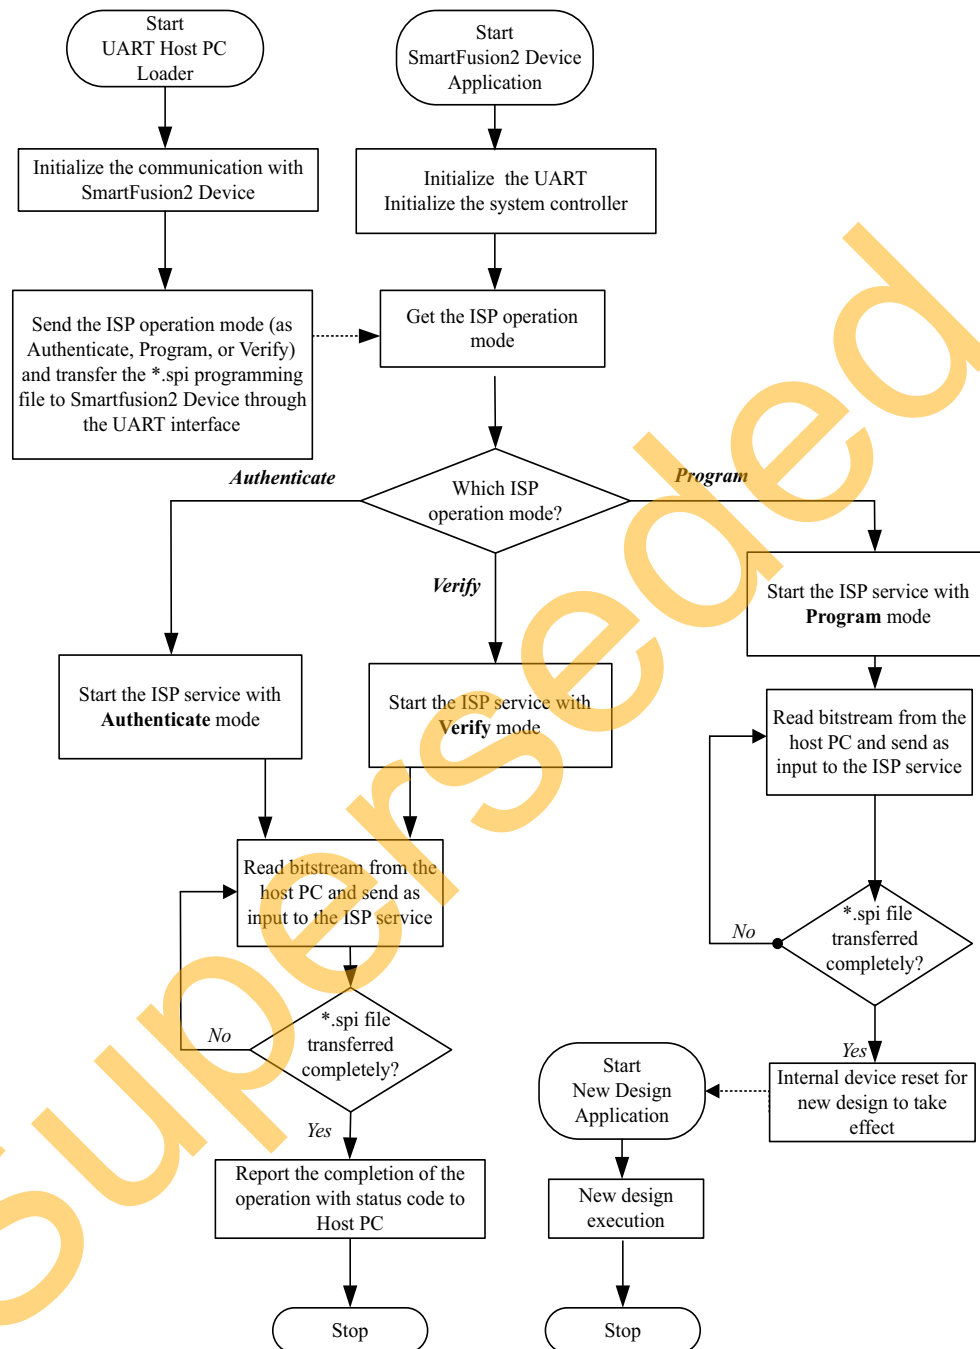 Start
UART Host PC
Loader
Start
SmartFusion2 Device
Application
Initialize the communication with
SmartFusion2 Device
Initialize the UART
Initialize the system controller
Send the ISP operation mode (as
Authenticate, Program, or Verify)
and transfer the *.spi programming
file to Smartfusion2 Device through
the UART interface
Get the ISP operation
mode
Authenticate
Which ISP
operation mode?
Program
Verify
Start the ISP service with
Program mode
Start the ISP service with
Authenticate mode
Start the ISP service with
Verify mode
Read bitstream from the
host PC and send as
input to the ISP service
Read bitstream from the
host PC and send as
input to the ISP service
*.spi file
transferred
completely?
No
*.spi file
transferred
completely?
No
Yes
Yes
Start
New Design
Application
Internal device reset for
new design to take
effect
Report the completion of the
operation with status code to
Host PC
New design
execution
Stop
Stop
Superseded